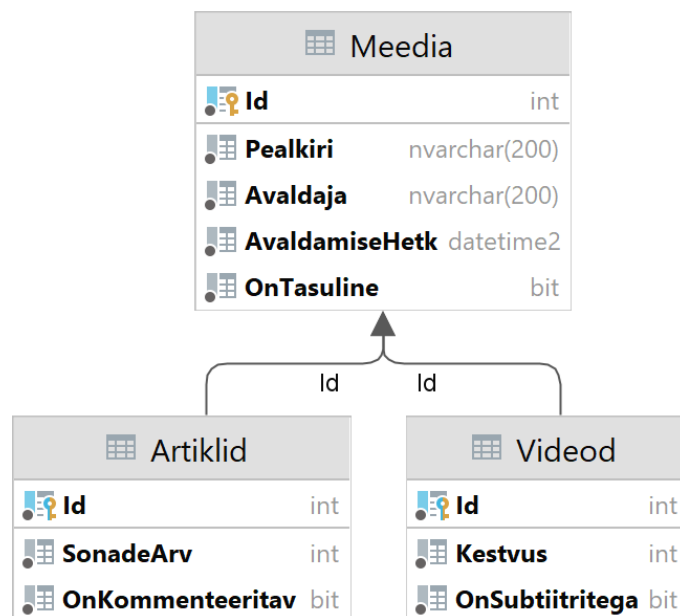 Meedia
Id int
Pealkiri nvarchar(200)
Avaldaja nvarchar(200)
AvaldamiseHetk datetime2
OnTasuline bit
Id Id
Artiklid
Id int
SonadeArv int
OnKommenteeritav bit
Videod
Id int
Kestvus int
OnSubtiitritega bit